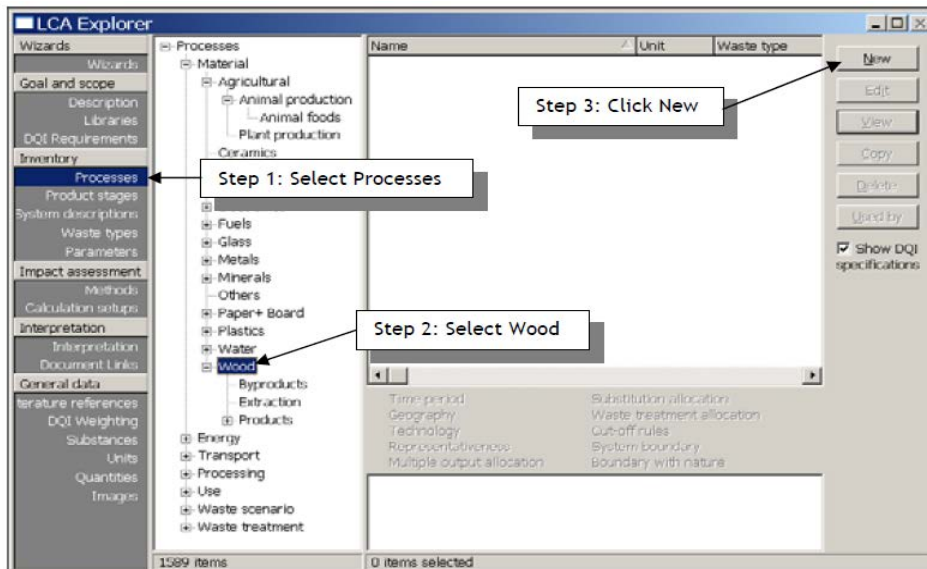 LCA Explorer
Wizards
Wizards
Goal and scope
Description
Libraries
DQI Requirements
Inventory
Processes
Product stages
System descriptions
Waste types
Parameters
Impact assessment
Methods
Calculation setups
Interpretation
Interpretation
Document Links
General data
terature references
DQI Weighting
Substances
Units
Quantities
Images
Processes
Material
Agricultural
Animal production
Animal foods
Plant production
Ceramics
Fuels
Glass
Metals
Minerals
Others
Paper+ Board
Plastics
Water
Wood
Byproducts
Extraction
Products
Energy
Transport
Processing
Use
Waste scenario
Waste treatment
1589 items
Name Unit Waste type
Step 3: Click New
Step 1: Select Processes
Step 2: Select Wood
Time period Substitution allocation
Geography Waste treatment allocation
Technology Cut-off rules
Representativeness System boundary
Multiple output allocation Boundary with nature
0 items selected
New
Edit
View
Copy
Delete
Used by
Show DQI
specifications